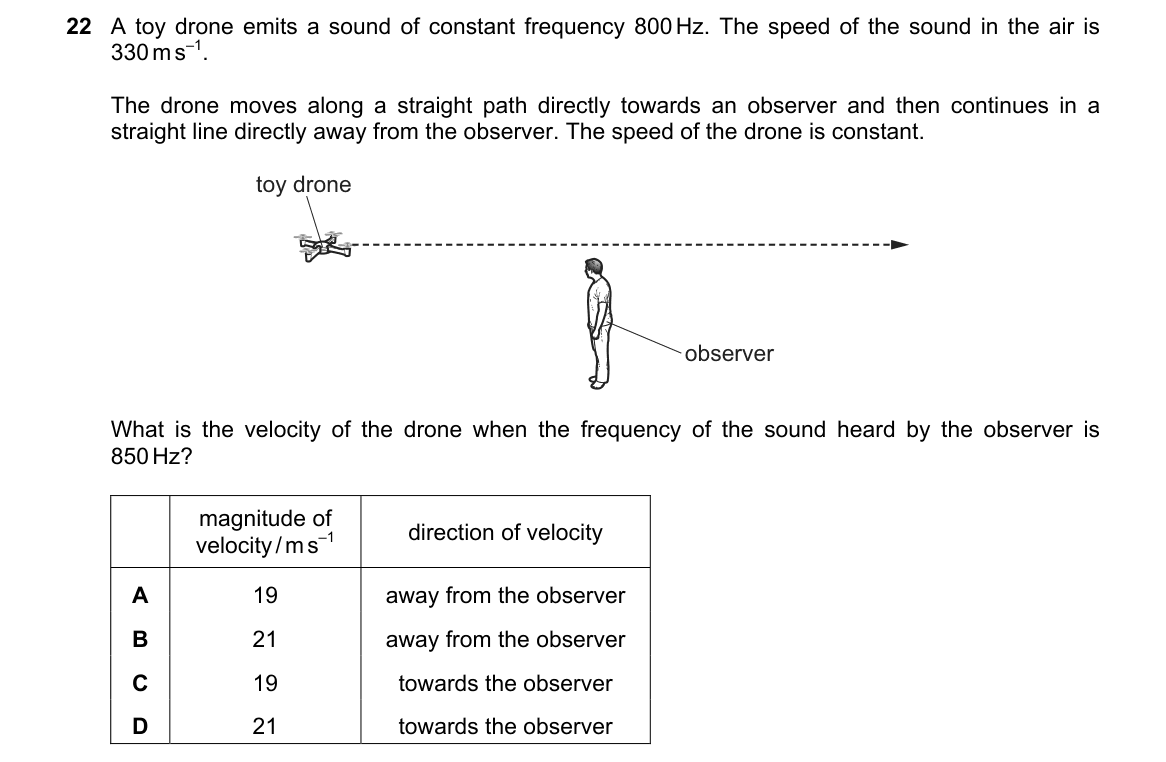 22 A toy drone emits a sound of constant frequency 800 Hz. The speed of the sound in the air is
330 m s⁻¹.
The drone moves along a straight path directly towards an observer and then continues in a
straight line directly away from the observer. The speed of the drone is constant.
toy drone
observer
What is the velocity of the drone when the frequency of the sound heard by the observer is
850 Hz?
magnitude of
velocity / m s⁻¹
direction of velocity
A 19 away from the observer
B 21 away from the observer
C 19 towards the observer
D 21 towards the observer